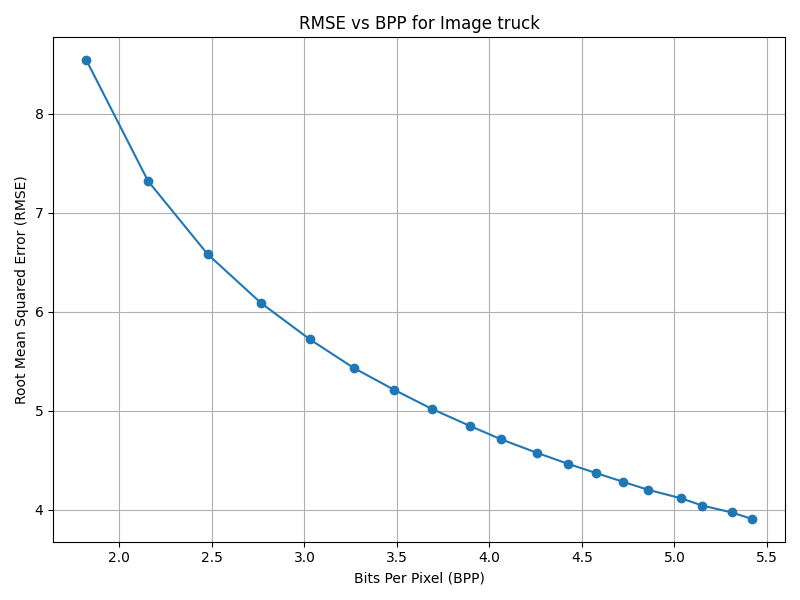 RMSE vs BPP for Image truck
Root Mean Squared Error (RMSE)
8
7
6
5
4
2.0 2.5 3.0 3.5 4.0 4.5 5.0 5.5
Bits Per Pixel (BPP)